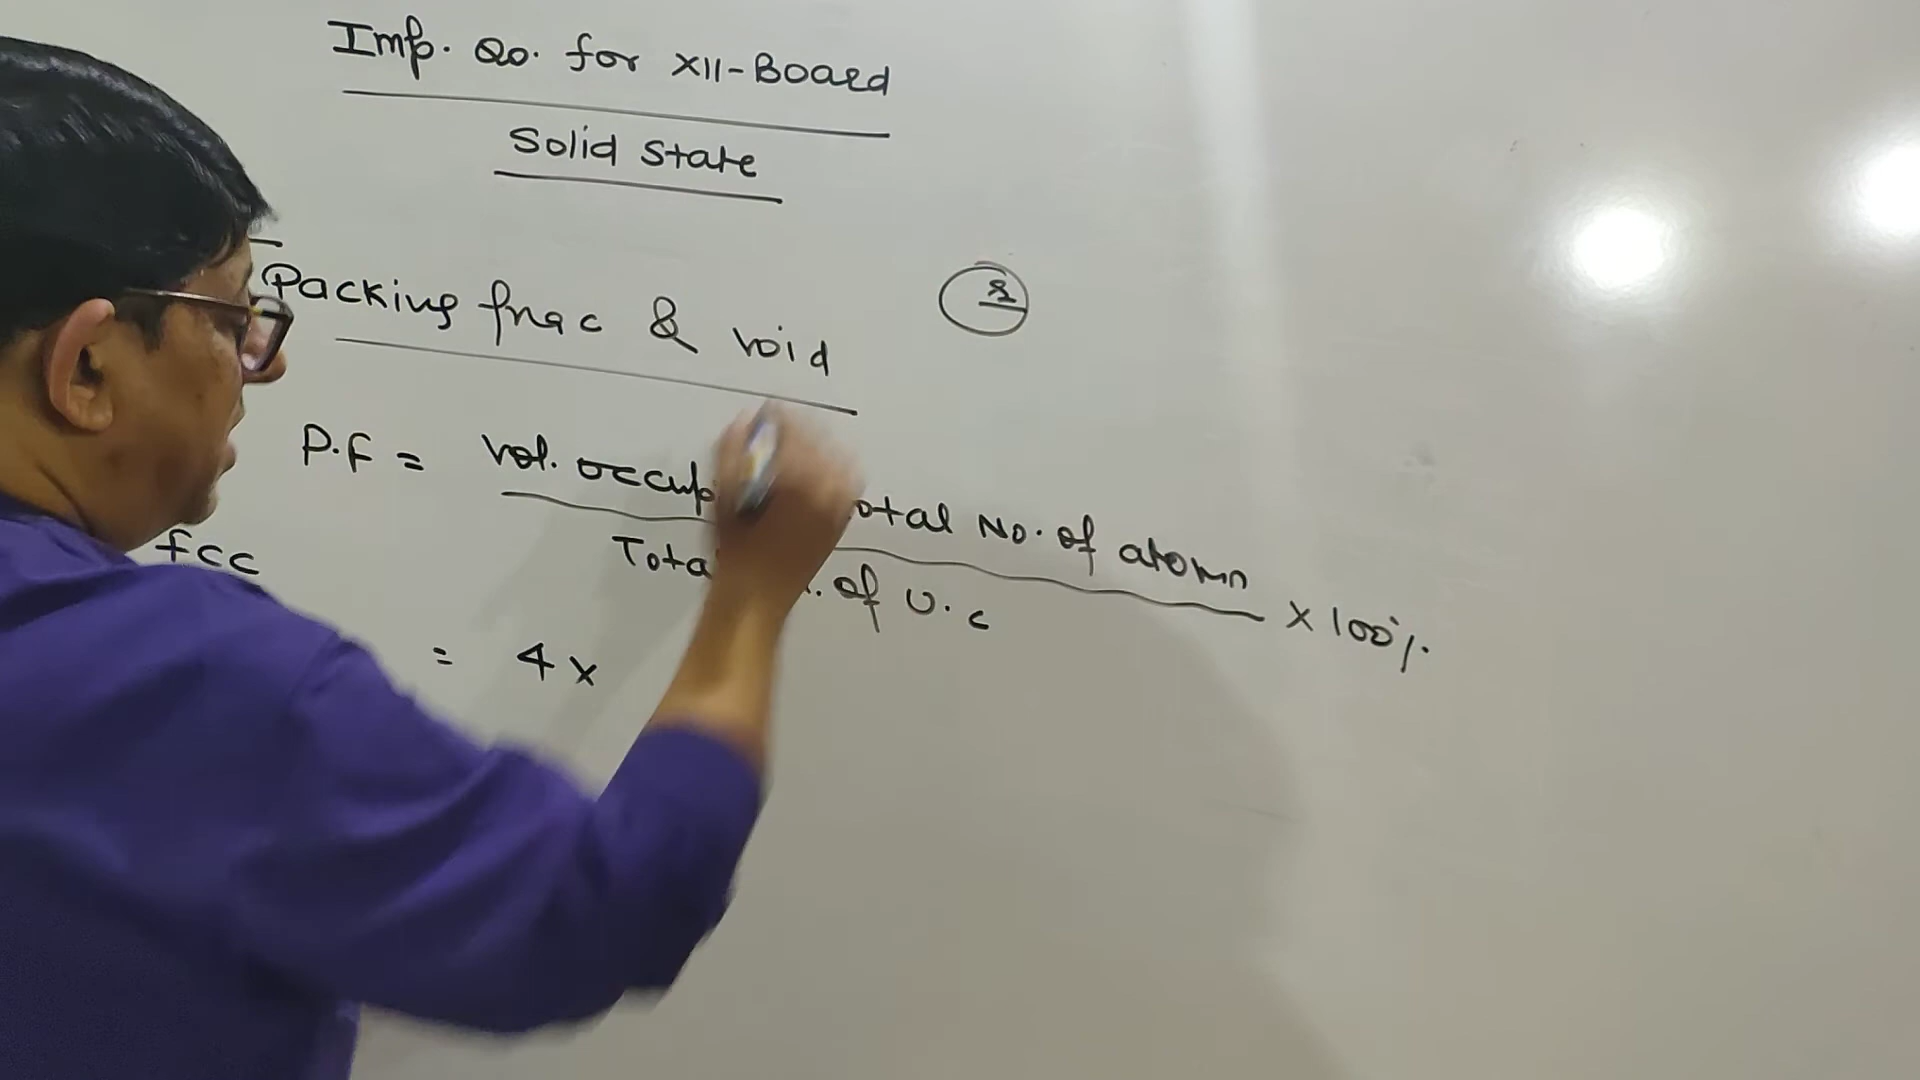 Imp. Qo. for XII-Board
Solid State
Packing frac & void
r
P.F = Vol. occup otal No. of atoms
Tota . of U.C × 100%.
fcc
= 4 ×